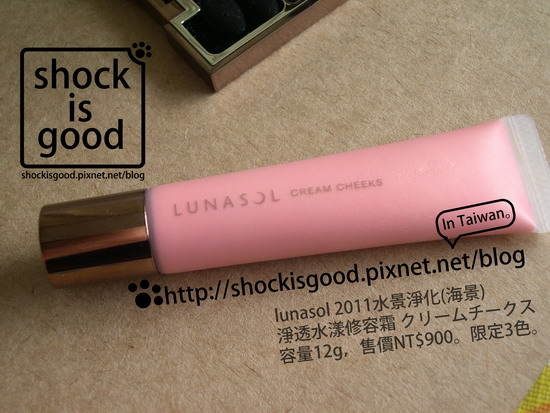 shock
is
good
shockisgood.pixnet.net/blog
LUNASOL CREAM CHEEKS
In Taiwan。
http://shockisgood.pixnet.net/blog
lunasol 2011水景淨化(海景)
淨透水漾修容霜 クリームチークス
容量12g，售價NT$900。限定3色。